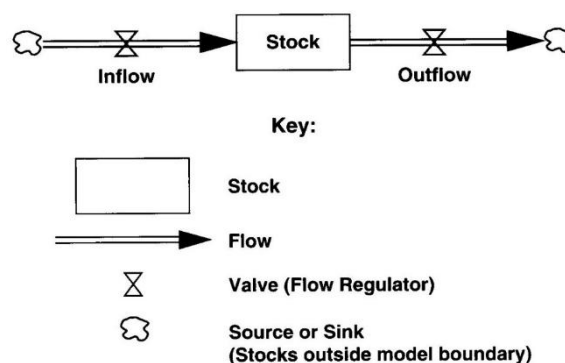 Stock
Inflow
Outflow
Key:
Stock
Flow
Valve (Flow Regulator)
Source or Sink
(Stocks outside model boundary)